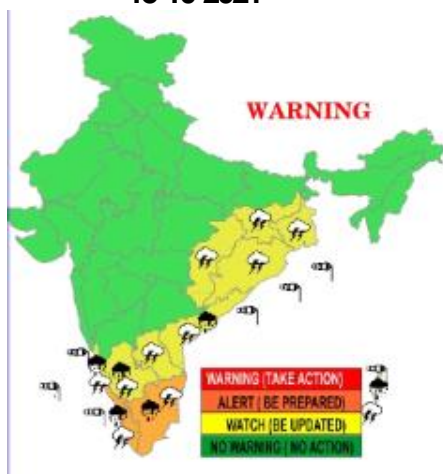 WARNING
WARNING (TAKE ACTION)
ALERT ( BE PREPARED)
WATCH (BE UPDATED)
NO WARNING ( NO ACTION)